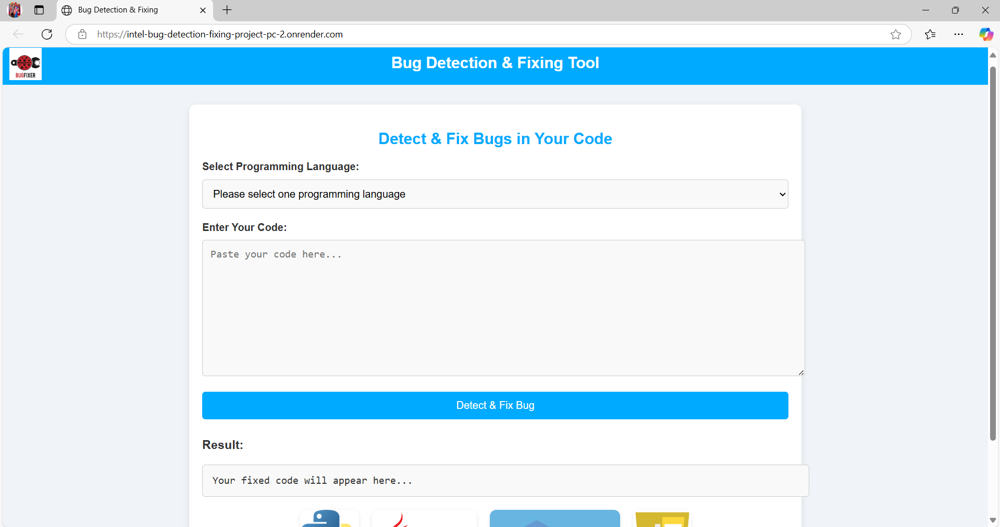 Bug Detection & Fixing
https://intel-bug-detection-fixing-project-pc-2.onrender.com
BUGFIXER
Bug Detection & Fixing Tool
Detect & Fix Bugs in Your Code
Select Programming Language:
Please select one programming language
Enter Your Code:
Paste your code here...
Detect & Fix Bug
Result:
Your fixed code will appear here...